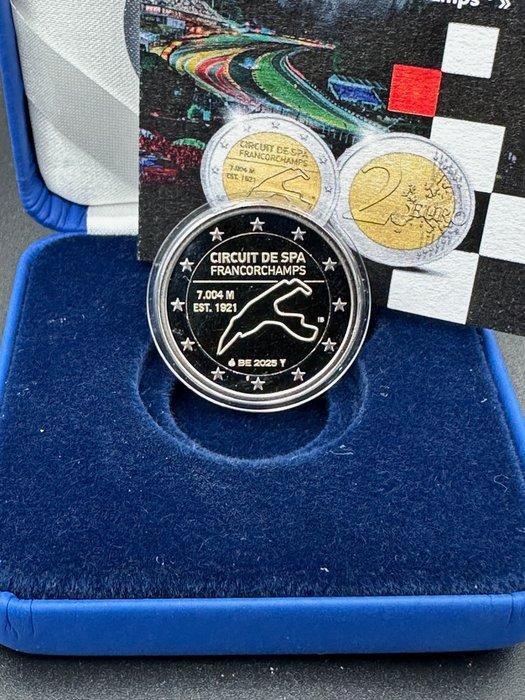 »
CIRCUIT DE SPA
FRANCORCHAMPS
7.004 M
EST. 1921
2 EURO
CIRCUIT DE SPA
FRANCORCHAMPS
7.004 M
EST. 1921
IB
BE 2025